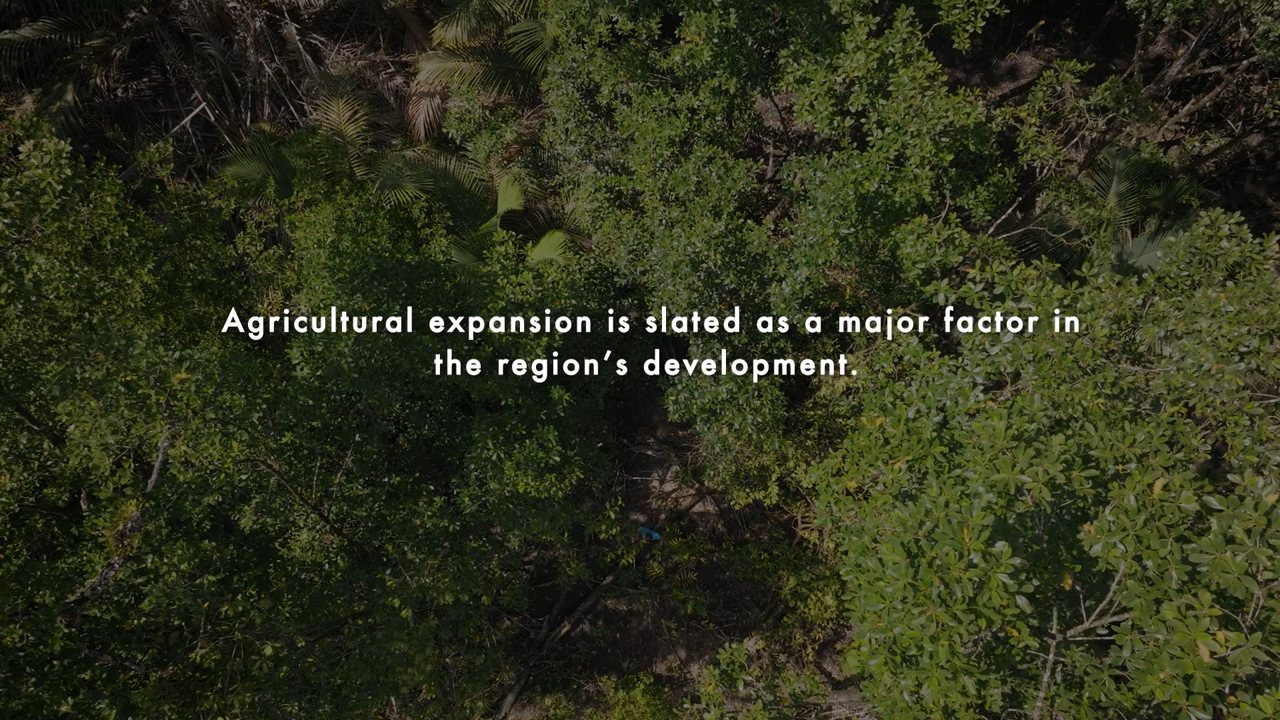 Agricultural expansion is slated as a major factor in
the region’s development.